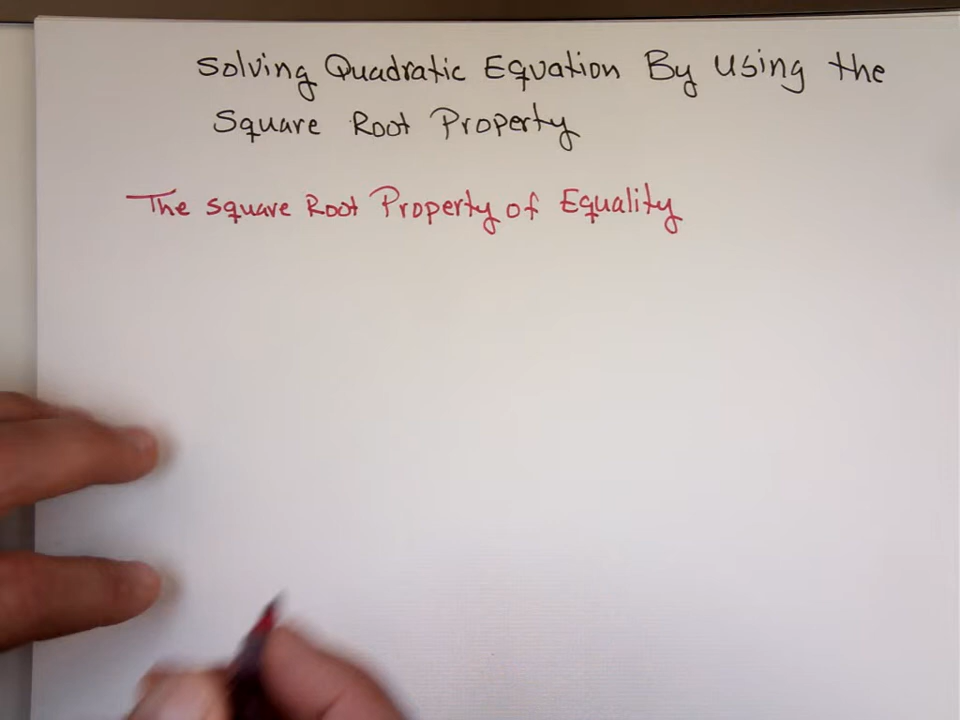 Solving Quadratic Equation By using the
Square Root Property
The square Root Property of Equality